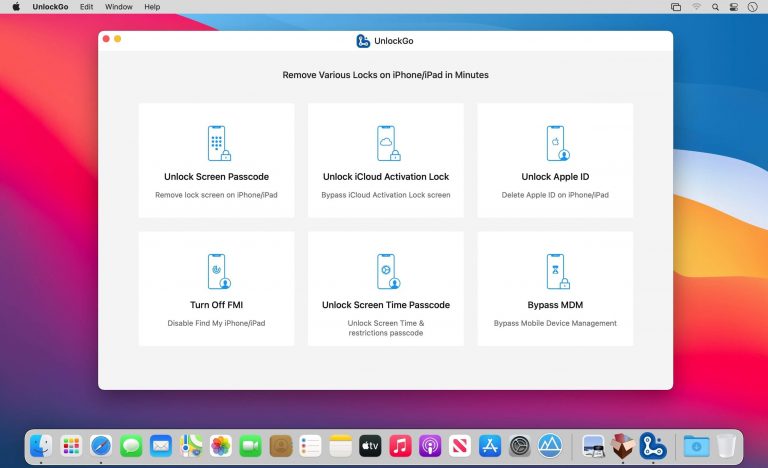 UnlockGo Edit Window Help
UnlockGo
Remove Various Locks on iPhone/iPad in Minutes
Unlock Screen Passcode
Remove lock screen on iPhone/iPad
Unlock iCloud Activation Lock
Bypass iCloud Activation Lock screen
Unlock Apple ID
Delete Apple ID on iPhone/iPad
Turn Off FMI
Disable Find My iPhone/iPad
Unlock Screen Time Passcode
Unlock Screen Time &
restrictions passcode
Bypass MDM
Bypass Mobile Device Management
tv